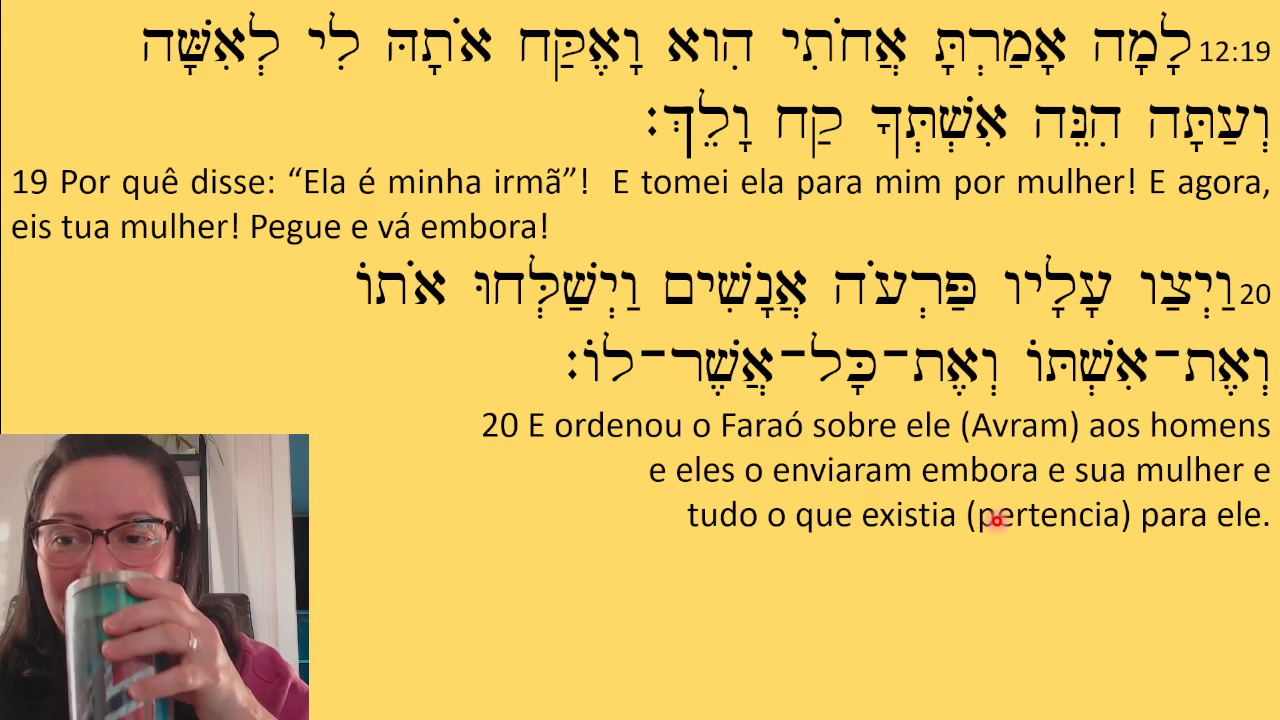 12:19 לָמָה אָמַרְתָּ אֲחֹתִי הִוא וָאֶקַּח אֹתָהּ לִי לְאִשָּׁה
וְעַתָּה הִנֵּה אִשְׁתְּךָ קַח וָלֵךְ׃
19 Por quê disse: “Ela é minha irmã”! E tomei ela para mim por mulher! E agora,
eis tua mulher! Pegue e vá embora!
20 וַיְצַו עָלָיו פַּרְעֹה אֲנָשִׁים וַיְשַׁלְּחוּ אֹתוֹ
וְאֶת־אִשְׁתּוֹ וְאֶת־כָּל־אֲשֶׁר־לוֹ׃
20 E ordenou o Faraó sobre ele (Avram) aos homens
e eles o enviaram embora e sua mulher e
tudo o que existia (pertencia) para ele.